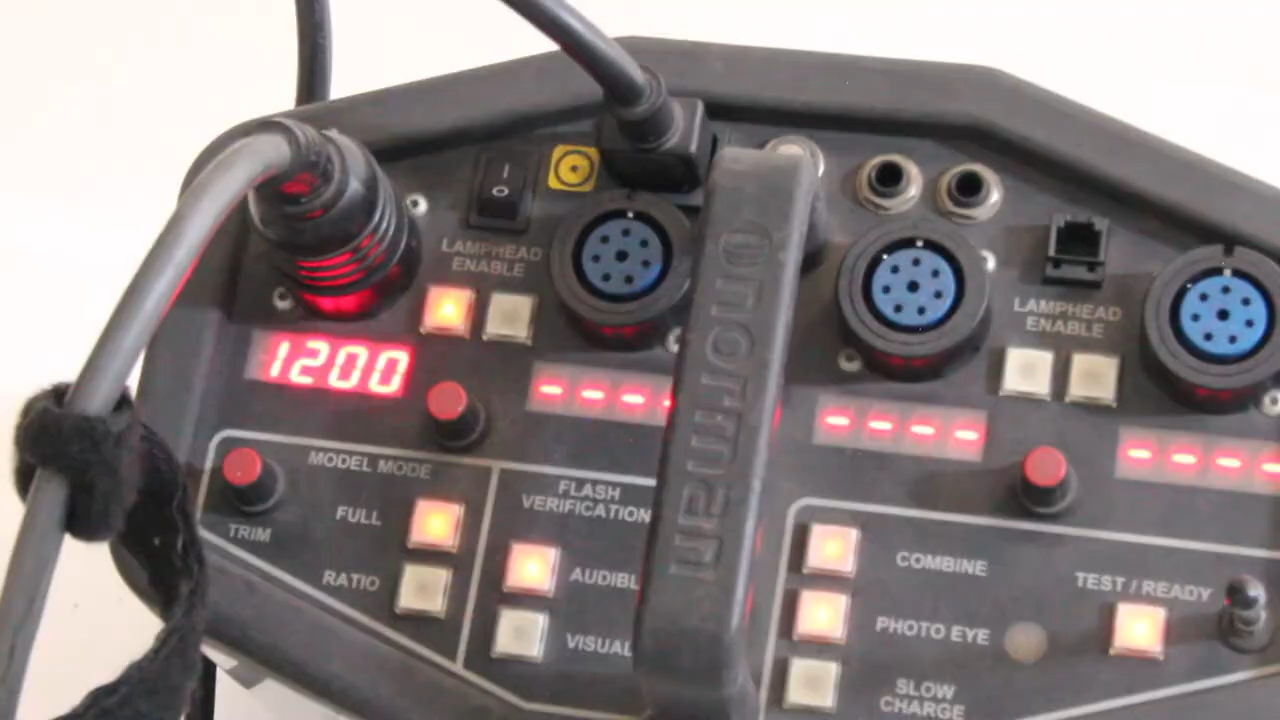 LAMPHEAD
ENABLE
LAMPHEAD
ENABLE
1200
- - - -
- - - -
- - - -
norman
MODEL MODE
TRIM
FULL
RATIO
FLASH
VERIFICATION
AUDIBL
VISUAL
COMBINE
PHOTO EYE
SLOW
CHARGE
TEST / READY